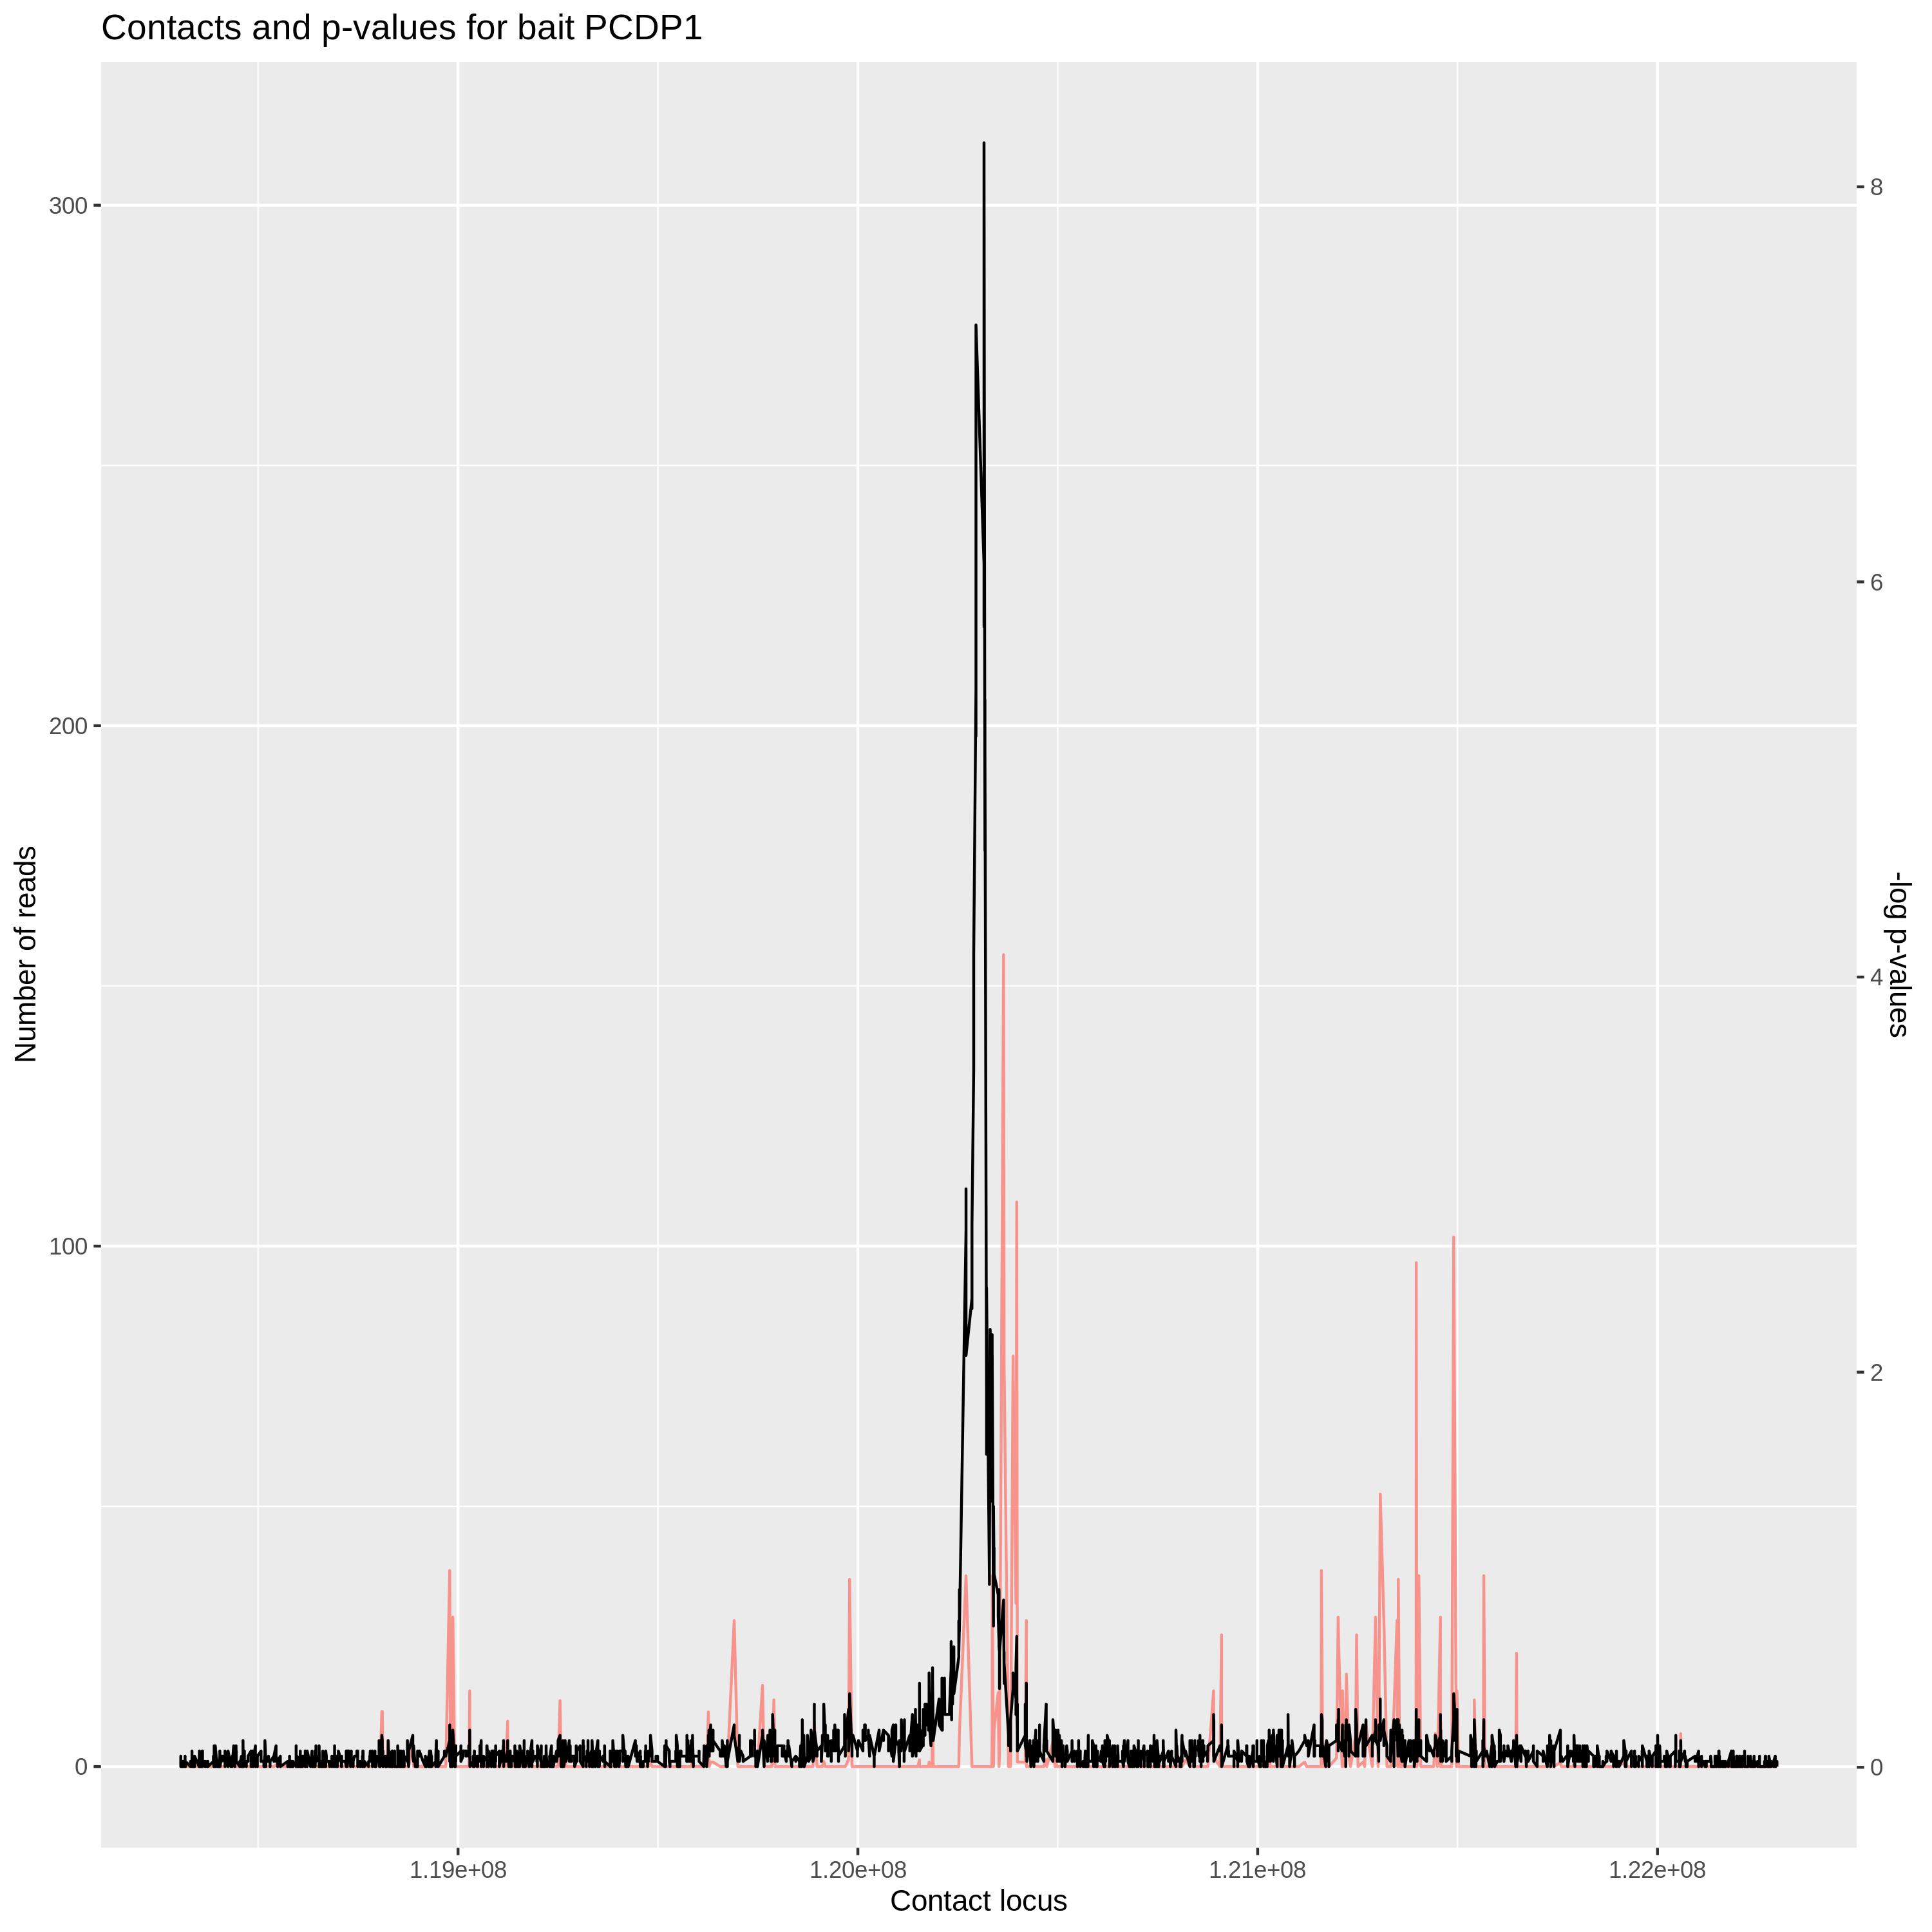 Contacts and p-values for bait PCDP1
Number of reads
300
200
100
0
8
6
4
2
0
-log p-values
1.19e+08
1.20e+08
1.21e+08
1.22e+08
Contact locus